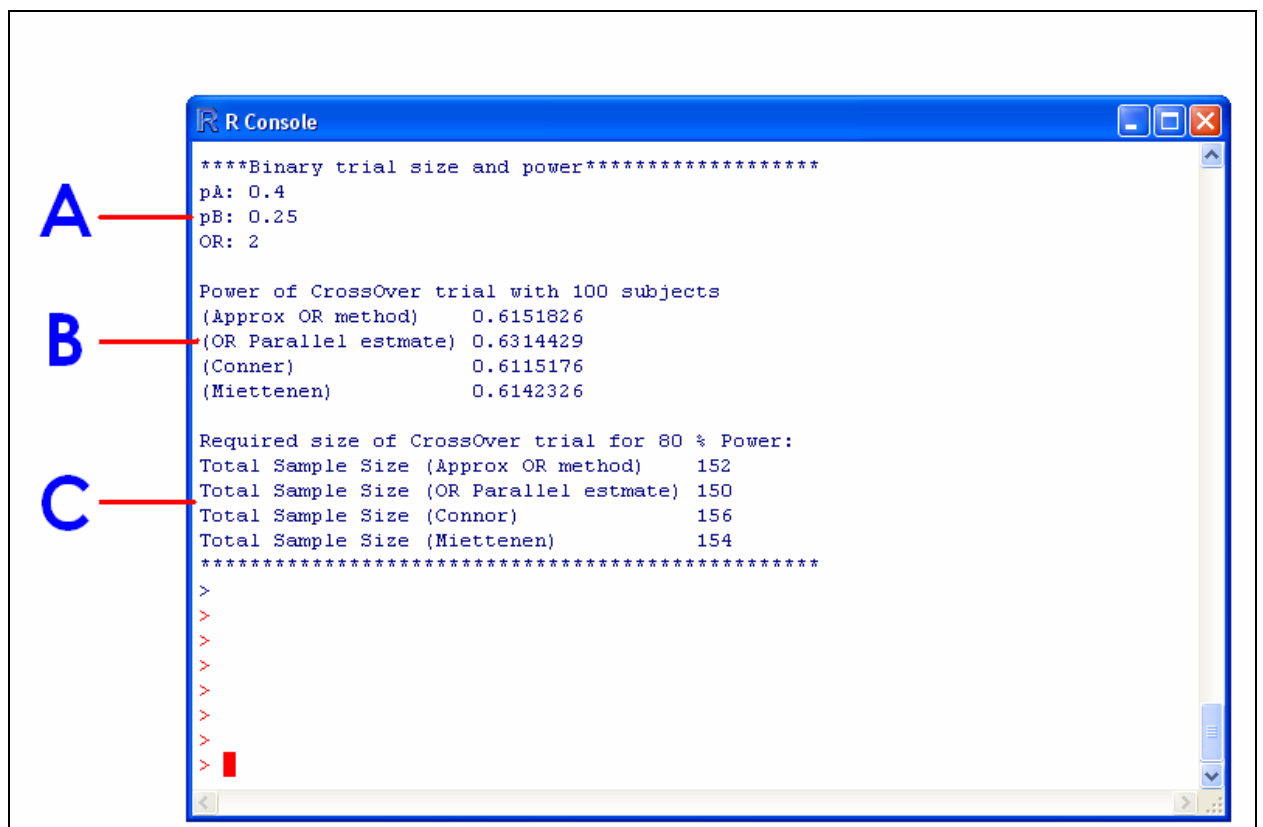 R R Console
****Binary trial size and power*******************
A
pA: 0.4
pB: 0.25
OR: 2
B
Power of CrossOver trial with 100 subjects
(Approx OR method) 0.6151826
(OR Parallel estmate) 0.6314429
(Conner) 0.6115176
(Miettenen) 0.6142326
C
Required size of CrossOver trial for 80 % Power:
Total Sample Size (Approx OR method) 152
Total Sample Size (OR Parallel estmate) 150
Total Sample Size (Connor) 156
Total Sample Size (Miettenen) 154
**************************************************
>
>
>
>
>
>
>
>